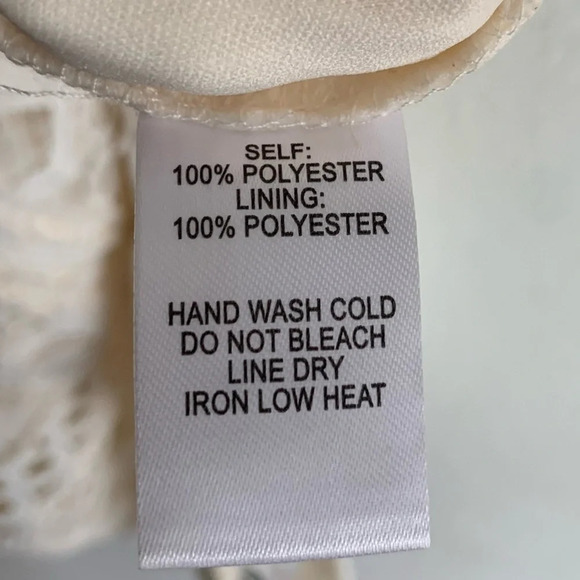 SELF:
100% POLYESTER
LINING:
100% POLYESTER
HAND WASH COLD
DO NOT BLEACH
LINE DRY
IRON LOW HEAT